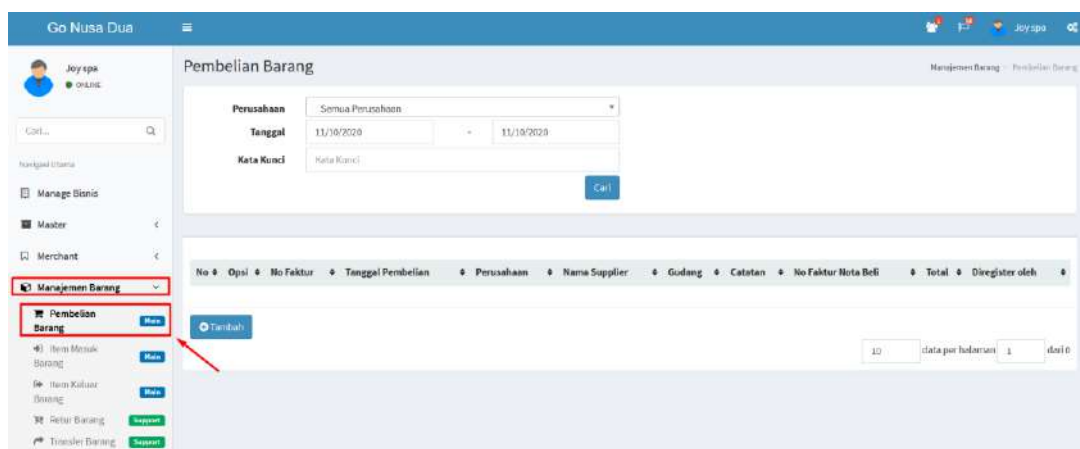 Go Nusa Dua
Joy spa
Joy spa
ONLINE
Pembelian Barang
Manajemen Barang > Pembelian Barang
Perusahaan
Semua Perusahaan
Cari...
Tanggal
11/10/2020 - 11/10/2020
Navigasi Utama
Kata Kunci
Kata Kunci
Cari
Manage Bisnis
Master
Merchant
No Opsi No Faktur Tanggal Pembelian Perusahaan Nama Supplier Gudang Catatan No Faktur Nota Beli Total Diregister oleh
Manajemen Barang
Pembelian
Barang
Main
Tambah
10 data per halaman 1 dari 0
Item Masuk
Barang
Main
Item Keluar
Barang
Main
Retur Barang Support
Transfer Barang Support